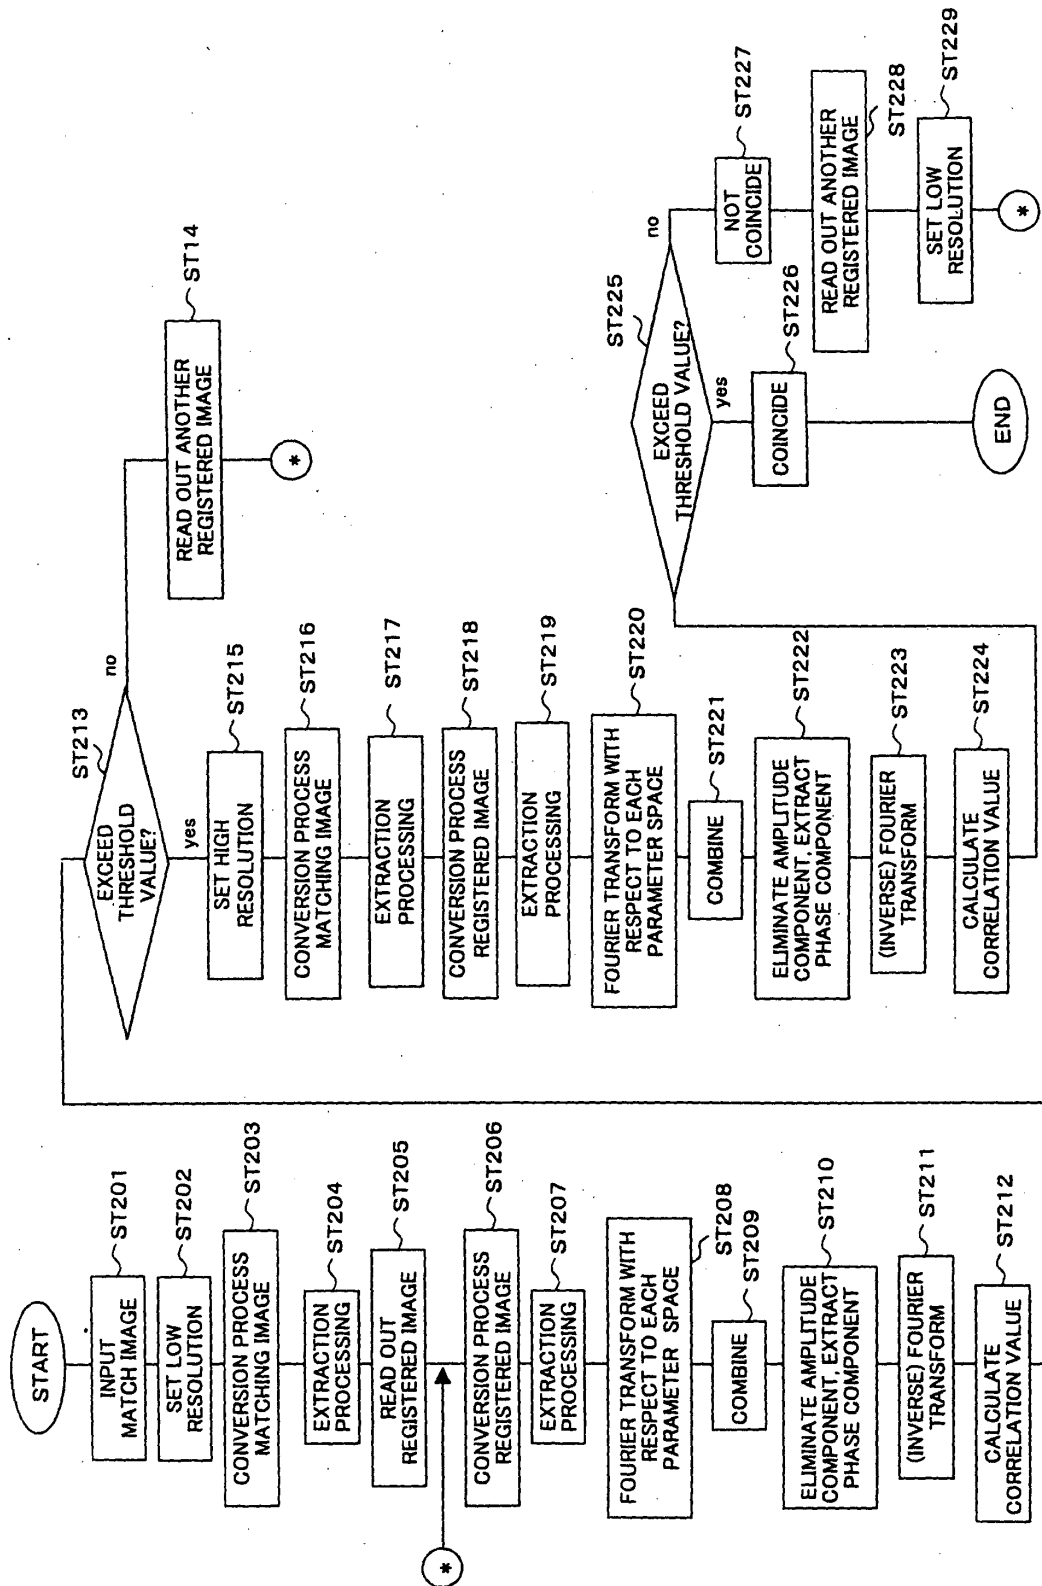 START
INPUT
MATCH IMAGE
ST201
SET LOW
RESOLUTION
ST202
CONVERSION PROCESS
MATCHING IMAGE
ST203
EXTRACTION
PROCESSING
ST204
READ OUT
REGISTERED IMAGE
ST205
*
CONVERSION PROCESS
REGISTERED IMAGE
ST206
EXTRACTION
PROCESSING
ST207
FOURIER TRANSFORM WITH
RESPECT TO EACH
PARAMETER SPACE
ST208
COMBINE
ST209
ELIMINATE AMPLITUDE
COMPONENT, EXTRACT
PHASE COMPONENT
ST210
(INVERSE) FOURIER
TRANSFORM
ST211
CALCULATE
CORRELATION VALUE
ST212
EXCEED
THRESHOLD
VALUE?
ST213
no
READ OUT ANOTHER
REGISTERED IMAGE
ST14
*
yes
SET HIGH
RESOLUTION
ST215
CONVERSION PROCESS
MATCHING IMAGE
ST216
EXTRACTION
PROCESSING
ST217
CONVERSION PROCESS
REGISTERED IMAGE
ST218
EXTRACTION
PROCESSING
ST219
FOURIER TRANSFORM WITH
RESPECT TO EACH
PARAMETER SPACE
ST220
COMBINE
ST221
ELIMINATE AMPLITUDE
COMPONENT, EXTRACT
PHASE COMPONENT
ST222
(INVERSE) FOURIER
TRANSFORM
ST223
CALCULATE
CORRELATION VALUE
ST224
EXCEED
THRESHOLD VALUE?
ST225
yes
COINCIDE
ST226
END
no
NOT
COINCIDE
ST227
READ OUT ANOTHER
REGISTERED IMAGE
ST228
SET LOW
RESOLUTION
ST229
*